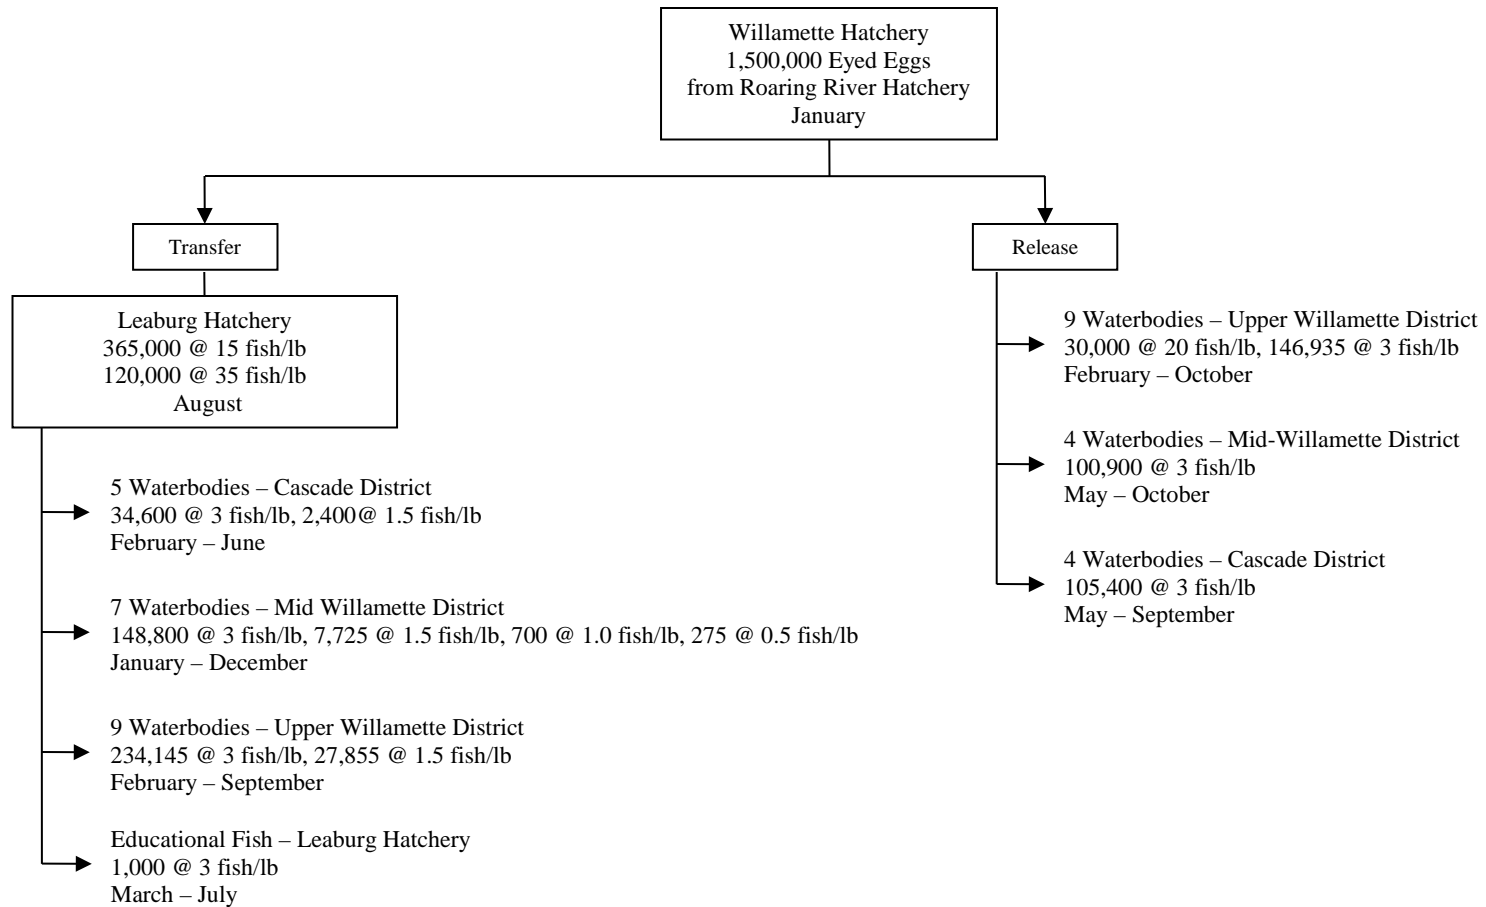 Willamette Hatchery
1,500,000 Eyed Eggs
from Roaring River Hatchery
January
Transfer
Release
Leaburg Hatchery
365,000 @ 15 fish/lb
120,000 @ 35 fish/lb
August
5 Waterbodies – Cascade District
34,600 @ 3 fish/lb, 2,400@ 1.5 fish/lb
February – June
7 Waterbodies – Mid Willamette District
148,800 @ 3 fish/lb, 7,725 @ 1.5 fish/lb, 700 @ 1.0 fish/lb, 275 @ 0.5 fish/lb
January – December
9 Waterbodies – Upper Willamette District
234,145 @ 3 fish/lb, 27,855 @ 1.5 fish/lb
February – September
Educational Fish – Leaburg Hatchery
1,000 @ 3 fish/lb
March – July
9 Waterbodies – Upper Willamette District
30,000 @ 20 fish/lb, 146,935 @ 3 fish/lb
February – October
4 Waterbodies – Mid-Willamette District
100,900 @ 3 fish/lb
May – October
4 Waterbodies – Cascade District
105,400 @ 3 fish/lb
May – September